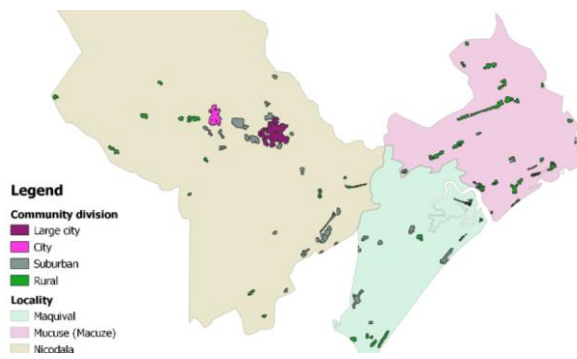 Legend
Community division
Large city
City
Suburban
Rural
Locality
Maquival
Mucuse (Macuze)
Nicodala